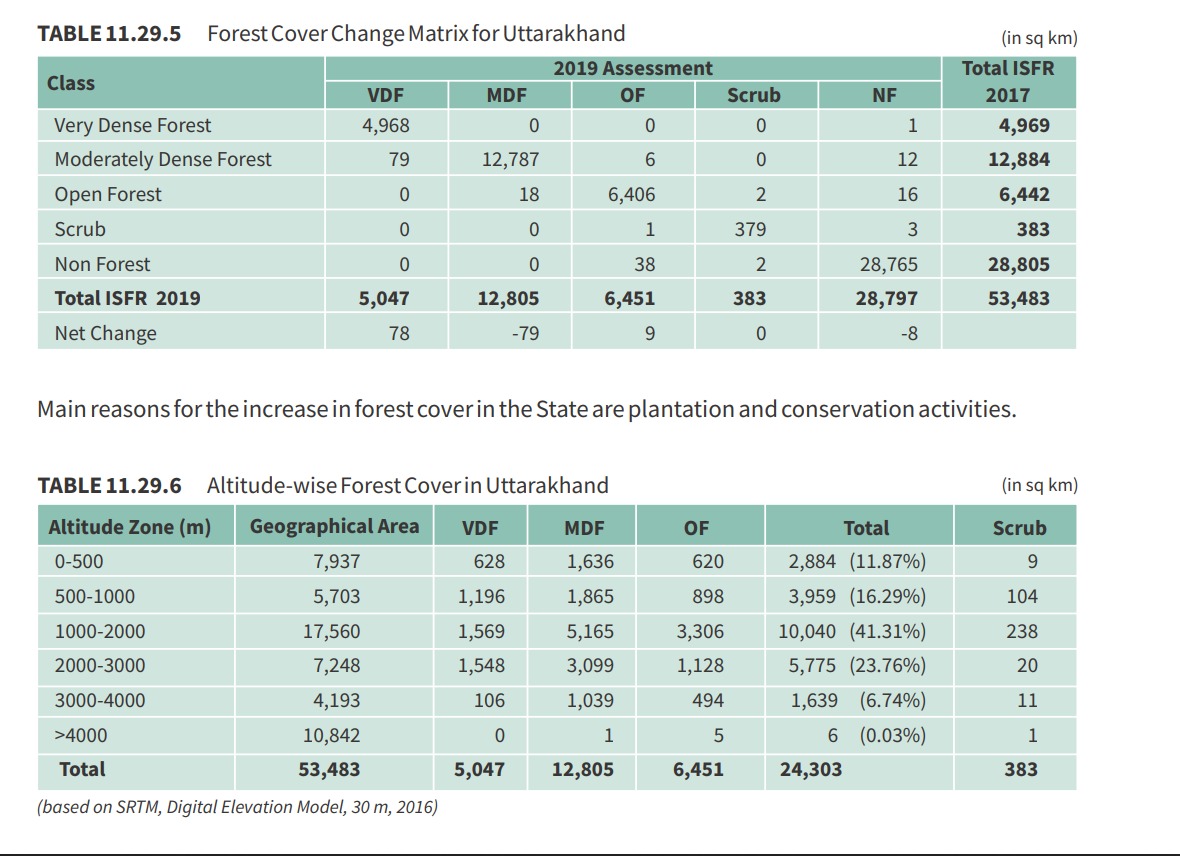 TABLE 11.29.5 Forest Cover Change Matrix for Uttarakhand (in sq km)
Class 2019 Assessment Total ISFR 2017
VDF MDF OF Scrub NF
Very Dense Forest 4,968 0 0 0 1 4,969
Moderately Dense Forest 79 12,787 6 0 12 12,884
Open Forest 0 18 6,406 2 16 6,442
Scrub 0 0 1 379 3 383
Non Forest 0 0 38 2 28,765 28,805
Total ISFR 2019 5,047 12,805 6,451 383 28,797 53,483
Net Change 78 -79 9 0 -8
Main reasons for the increase in forest cover in the State are plantation and conservation activities.
TABLE 11.29.6 Altitude-wise Forest Cover in Uttarakhand (in sq km)
Altitude Zone (m) Geographical Area VDF MDF OF Total Scrub
0-500 7,937 628 1,636 620 2,884 (11.87%) 9
500-1000 5,703 1,196 1,865 898 3,959 (16.29%) 104
1000-2000 17,560 1,569 5,165 3,306 10,040 (41.31%) 238
2000-3000 7,248 1,548 3,099 1,128 5,775 (23.76%) 20
3000-4000 4,193 106 1,039 494 1,639 (6.74%) 11
>4000 10,842 0 1 5 6 (0.03%) 1
Total 53,483 5,047 12,805 6,451 24,303 383
(based on SRTM, Digital Elevation Model, 30 m, 2016)